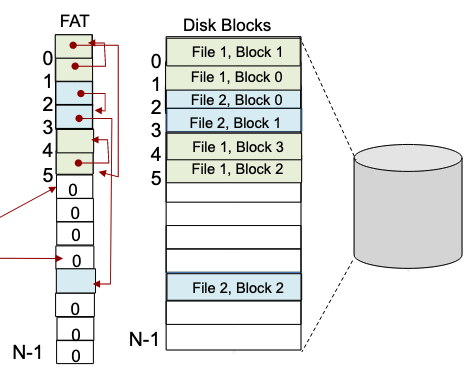 FAT
Disk Blocks
0
File 1, Block 1
0
1
File 1, Block 0
1
2
File 2, Block 0
2
3
File 2, Block 1
3
4
File 1, Block 3
4
5
File 1, Block 2
5
0
0
0
0
File 2, Block 2
0
0
N-1
0
N-1